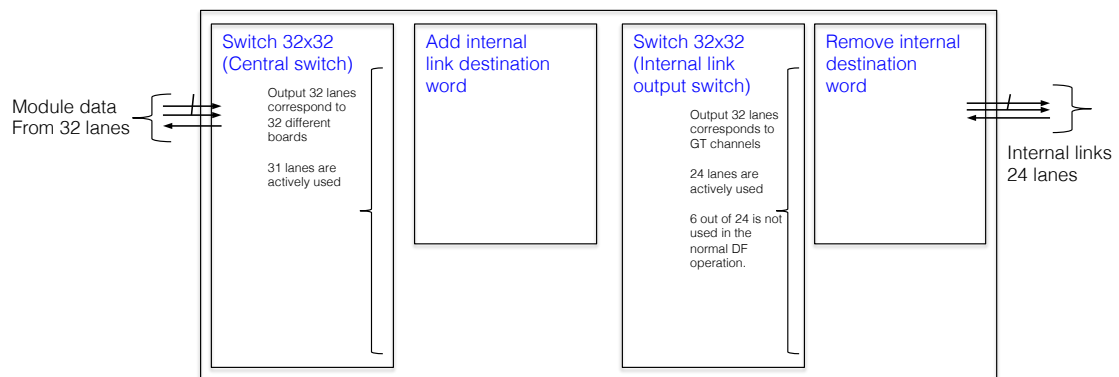 Module data
From 32 lanes
Switch 32x32
(Central switch)
Output 32 lanes
correspond to
32 different
boards
31 lanes are
actively used
Add internal
link destination
word
Switch 32x32
(Internal link
output switch)
Output 32 lanes
corresponds to
GT channels
24 lanes are
actively used
6 out of 24 is not
used in the
normal DF
operation.
Remove internal
destination
word
Internal links
24 lanes